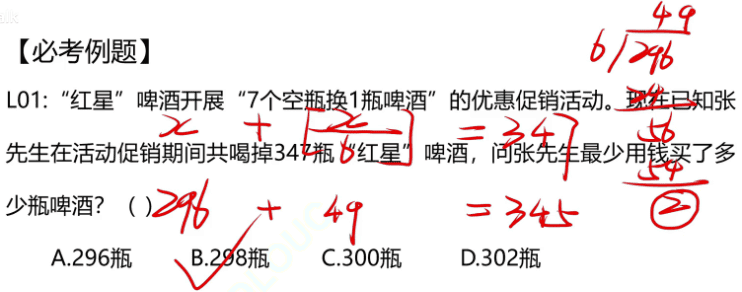 【必考例题】
49
6 296
24
56
54
2
L01:“红星”啤酒开展“7个空瓶换1瓶啤酒”的优惠促销活动。现在已知张
x + [x/6] = 347
先生在活动促销期间共喝掉347瓶“红星”啤酒,问张先生最少用钱买了多
少瓶啤酒?( )
296 + 49 = 345
A.296瓶 B.298瓶 C.300瓶 D.302瓶